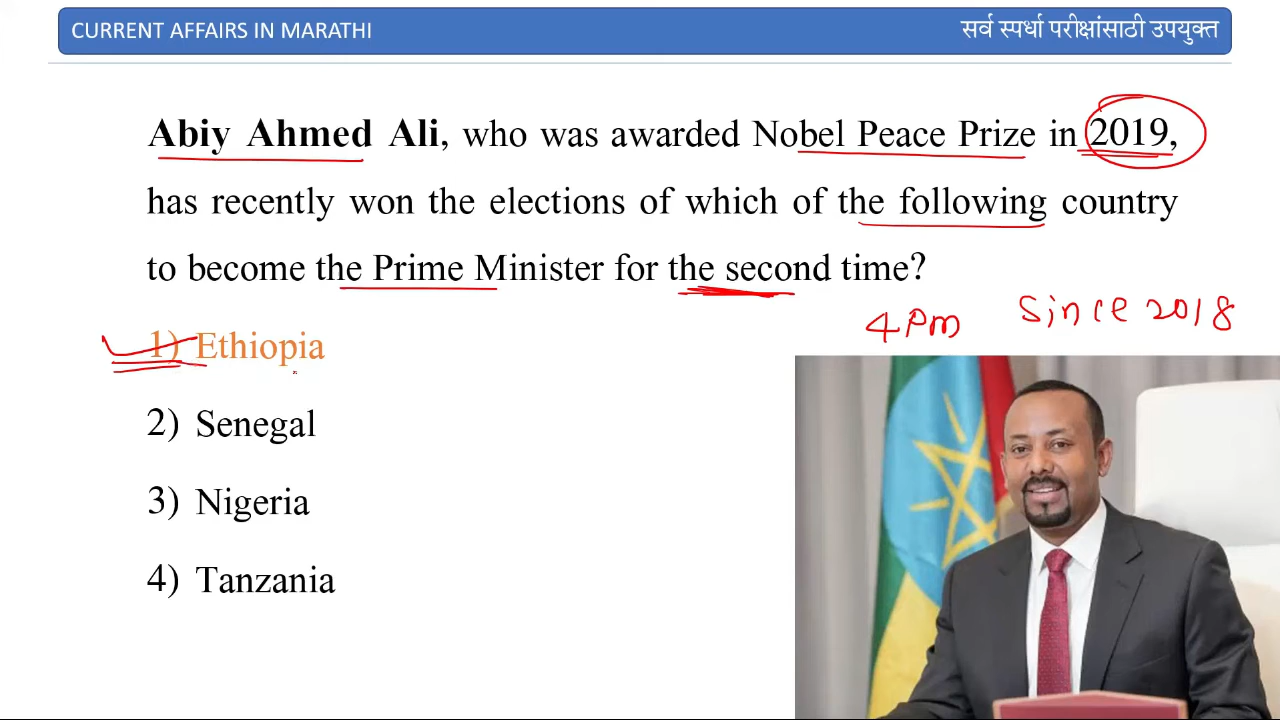 CURRENT AFFAIRS IN MARATHI
सर्व स्पर्धा परीक्षांसाठी उपयुक्त
Abiy Ahmed Ali, who was awarded Nobel Peace Prize in 2019,
has recently won the elections of which of the following country
to become the Prime Minister for the second time?
4 Pm
Since 2018
1) Ethiopia
2) Senegal
3) Nigeria
4) Tanzania